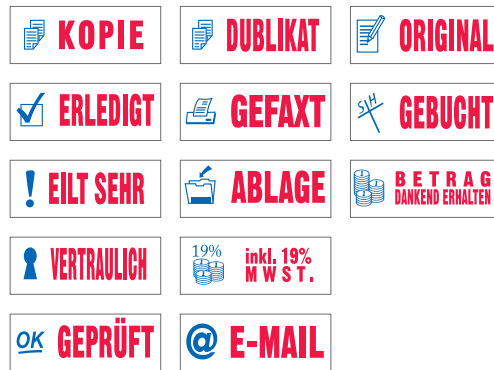 KOPIE
DUBLIKAT
ORIGINAL
ERLEDIGT
GEFAXT
S/H GEBUCHT
EILT SEHR
ABLAGE
BETRAG
DANKEND ERHALTEN
VERTRAULICH
19%
inkl. 19%
MWST.
OK GEPRÜFT
@ E-MAIL